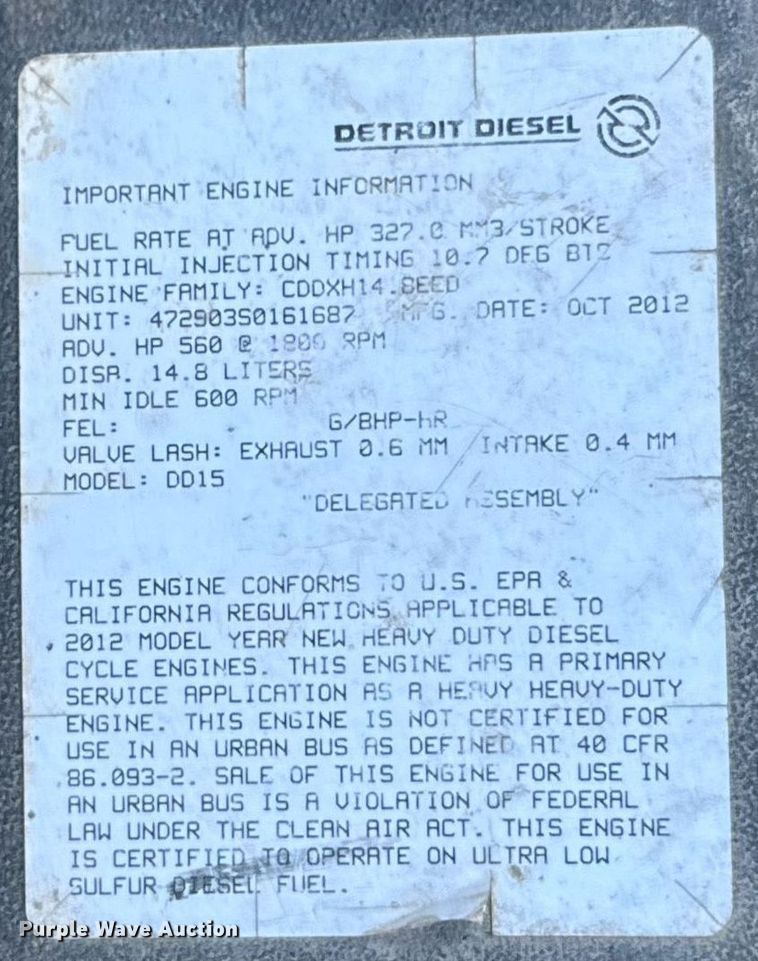 DETROIT DIESEL
IMPORTANT ENGINE INFORMATION
FUEL RATE AT ADV. HP 327.0 MM3/STROKE
INITIAL INJECTION TIMING 10.7 DEG BTC
ENGINE FAMILY: CDDXH14.8EED
UNIT: 472903S0161687 MFG. DATE: OCT 2012
ADV. HP 560 @ 1800 RPM
DISP. 14.8 LITERS
MIN IDLE 600 RPM
FEL: G/BHP-HR
VALVE LASH: EXHAUST 0.6 MM INTAKE 0.4 MM
MODEL: DD15
"DELEGATED ASSEMBLY"
THIS ENGINE CONFORMS TO U.S. EPA &
CALIFORNIA REGULATIONS APPLICABLE TO
2012 MODEL YEAR NEW HEAVY DUTY DIESEL
CYCLE ENGINES. THIS ENGINE HAS A PRIMARY
SERVICE APPLICATION AS A HEAVY HEAVY-DUTY
ENGINE. THIS ENGINE IS NOT CERTIFIED FOR
USE IN AN URBAN BUS AS DEFINED AT 40 CFR
86.093-2. SALE OF THIS ENGINE FOR USE IN
AN URBAN BUS IS A VIOLATION OF FEDERAL
LAW UNDER THE CLEAN AIR ACT. THIS ENGINE
IS CERTIFIED TO OPERATE ON ULTRA LOW
SULFUR DIESEL FUEL.
Purple Wave Auction